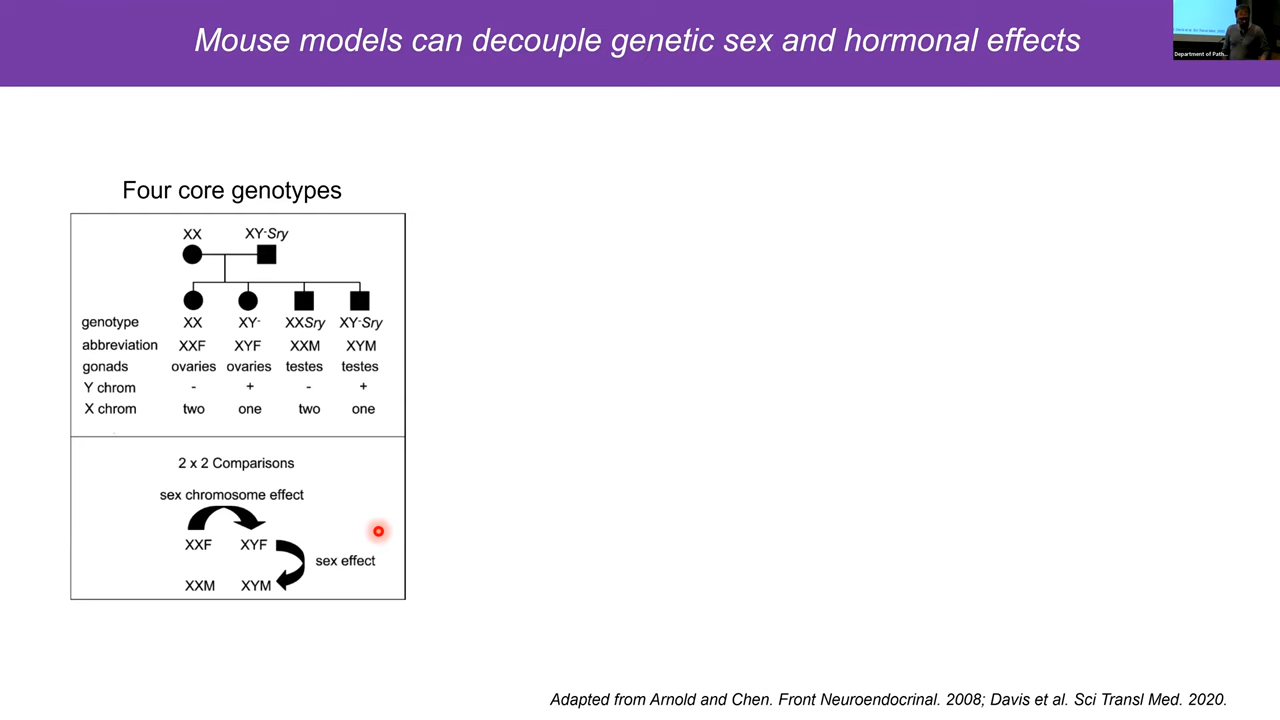 Mouse models can decouple genetic sex and hormonal effects
Department of Path...
Four core genotypes
XX XY-Sry
genotype XX XY- XXSry XY-Sry
abbreviation XXF XYF XXM XYM
gonads ovaries ovaries testes testes
Y chrom - + - +
X chrom two one two one
2 x 2 Comparisons
sex chromosome effect
XXF XYF
sex effect
XXM XYM
Adapted from Arnold and Chen. Front Neuroendocrinal. 2008; Davis et al. Sci Transl Med. 2020.